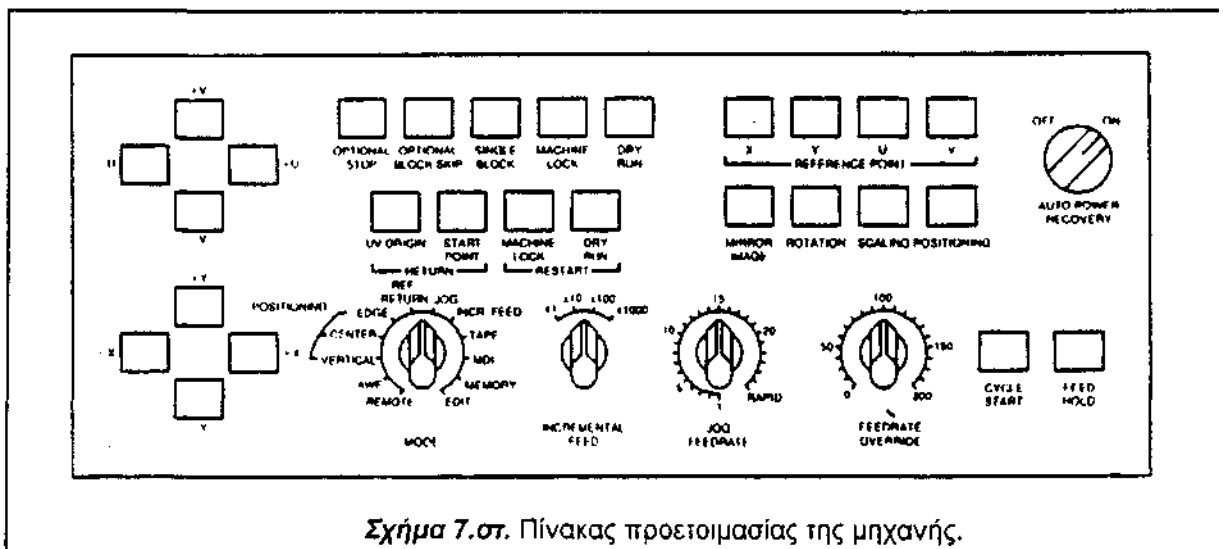 +V
-U
+U
V
OPTIONAL STOP
OPTIONAL BLOCK SKIP
SINGLE BLOCK
MACHINE LOCK
DRY RUN
X Y U V
REFFERENCE POINT
OFF ON
AUTO POWER RECOVERY
UV ORIGIN
START POINT
RETURN
MACHINE LOCK
DRY RUN
RESTART
MIRROR IMAGE
ROTATION
SCALING
POSITIONING
+Y
X
+X
Y
POSITIONING
EDGE
CENTER
VERTICAL
AWF
REMOTE
REF RETURN
JOG
INCR. FEED
TAPE
MDI
MEMORY
EDIT
MODE
x1 x10 x100 x1000
INCREMENTAL FEED
1 5 10 15 20 RAPID
JOG FEEDRATE
0 50 100 150 200
%
FEEDRATE OVERRIDE
CYCLE START
FEED HOLD
Σχήμα 7.στ. Πίνακας προετοιμασίας της μηχανής.